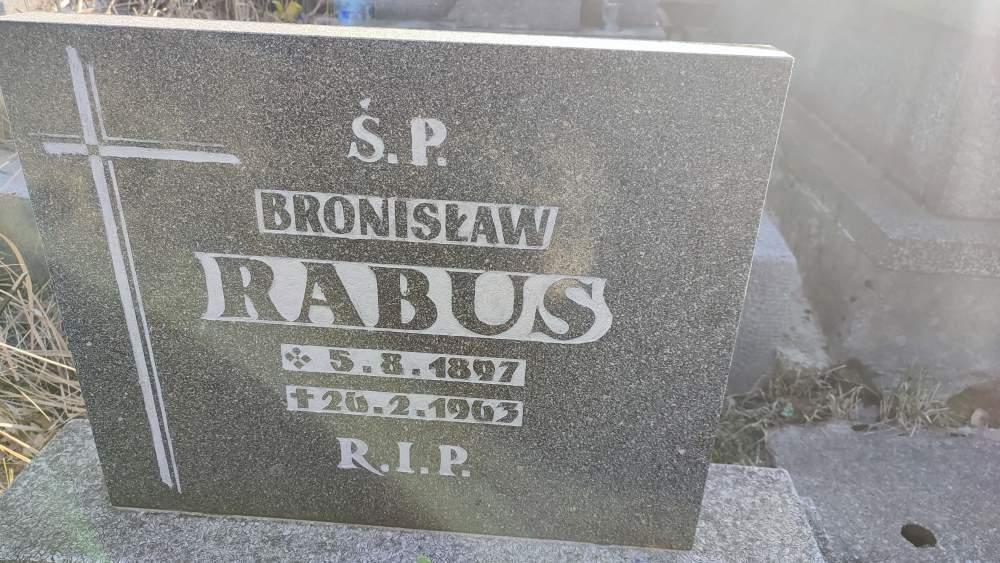 Ś.P.
BRONISŁAW
RABUS
5.8.1897
✝26.2.1963
R.I.P.